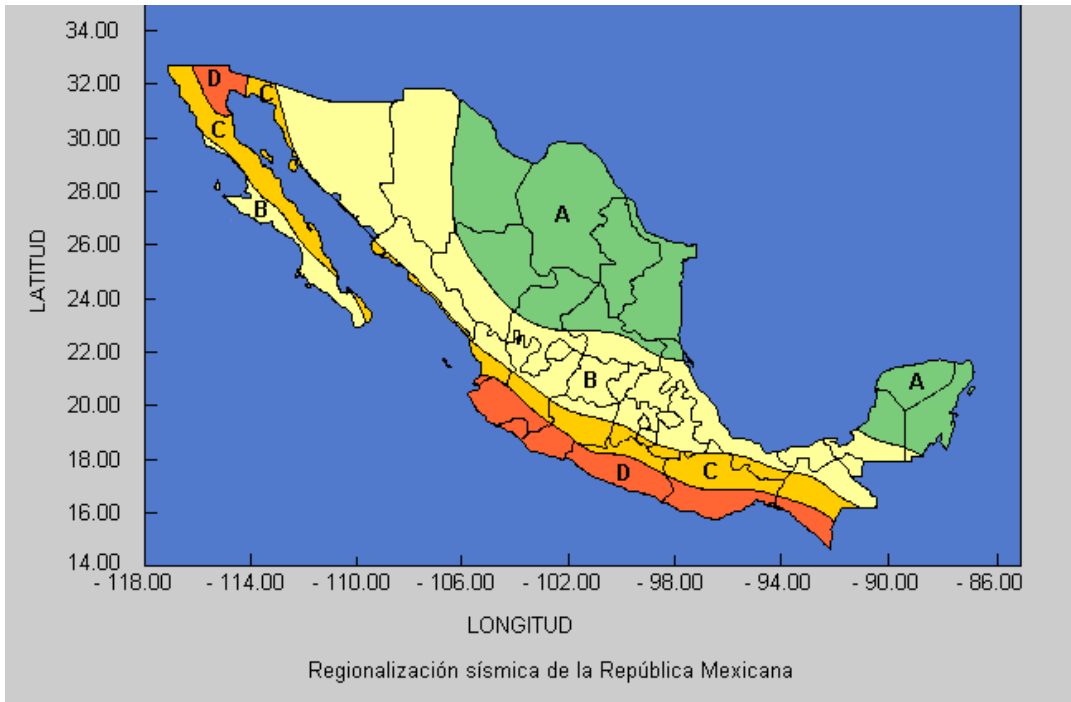 34.00
32.00
30.00
28.00
26.00
24.00
22.00
20.00
18.00
16.00
14.00
LATITUD
D
C
C
B
A
B
A
C
D
- 118.00 - 114.00 - 110.00 - 106.00 - 102.00 - 98.00 - 94.00 - 90.00 - 86.00
LONGITUD
Regionalización sísmica de la República Mexicana